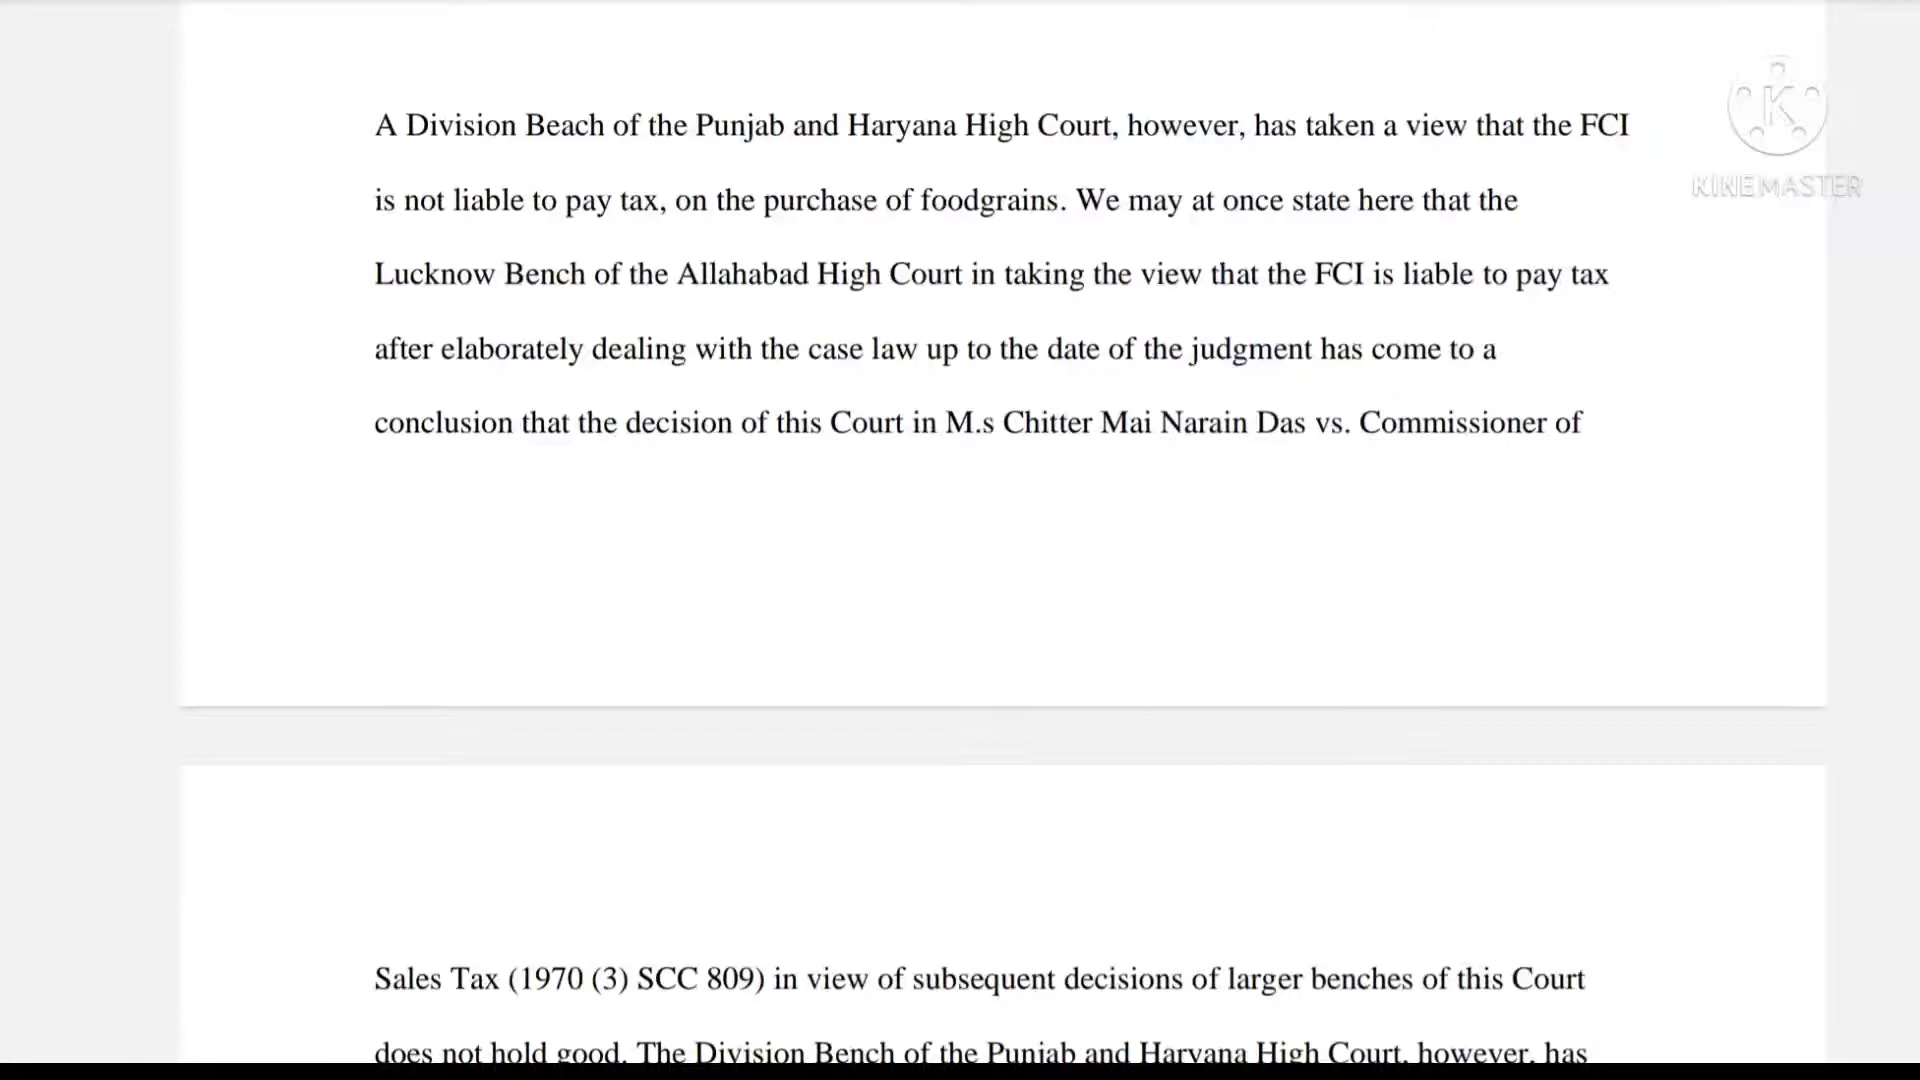 A Division Beach of the Punjab and Haryana High Court, however, has taken a view that the FCI
is not liable to pay tax, on the purchase of foodgrains. We may at once state here that the
Lucknow Bench of the Allahabad High Court in taking the view that the FCI is liable to pay tax
after elaborately dealing with the case law up to the date of the judgment has come to a
conclusion that the decision of this Court in M.s Chitter Mai Narain Das vs. Commissioner of
K
KINEMASTER
Sales Tax (1970 (3) SCC 809) in view of subsequent decisions of larger benches of this Court
does not hold good. The Division Bench of the Punjab and Haryana High Court, however, has